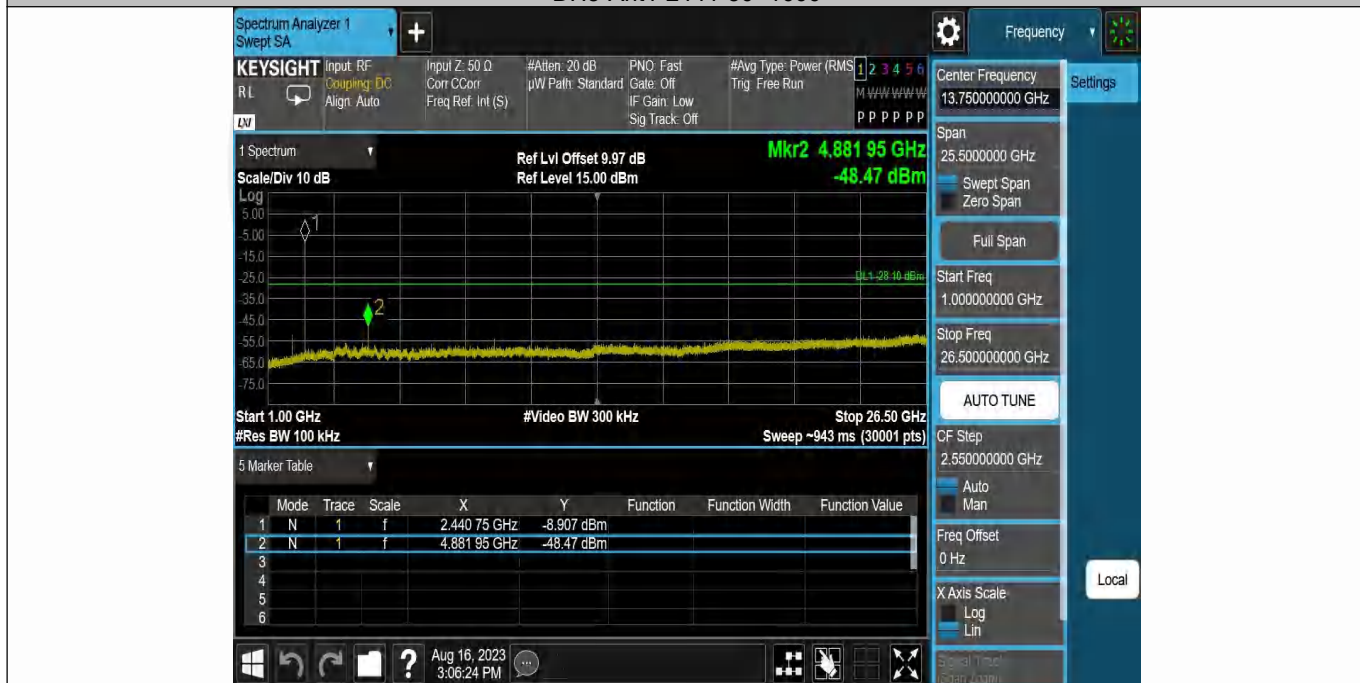 Spectrum Analyzer 1
Swept SA
+
Frequency
KEYSIGHT
RL
LXI
Input: RF
Coupling: DC
Align: Auto
Input Z: 50 Ω
Corr CCorr
Freq Ref: Int (S)
#Atten: 20 dB
µW Path: Standard
PNO: Fast
Gate: Off
IF Gain: Low
Sig Track: Off
#Avg Type: Power (RMS
Trig: Free Run
1 2 3 4 5 6
M W W W W W
P P P P P P
Center Frequency
13.750000000 GHz
Settings
Span
25.5000000 GHz
Swept Span
Zero Span
Full Span
Start Freq
1.000000000 GHz
Stop Freq
26.500000000 GHz
AUTO TUNE
CF Step
2.550000000 GHz
Auto
Man
Freq Offset
0 Hz
X Axis Scale
Log
Lin
Local
1 Spectrum
Scale/Div 10 dB
Ref Lvl Offset 9.97 dB
Ref Level 15.00 dBm
Mkr2 4.881 95 GHz
-48.47 dBm
Log
5.00
-5.00
-15.0
-25.0
-35.0
-45.0
-55.0
-65.0
-75.0
1
2
DL1 -28.10 dBm
Start 1.00 GHz
#Video BW 300 kHz
Stop 26.50 GHz
#Res BW 100 kHz
Sweep ~943 ms (30001 pts)
5 Marker Table
Mode Trace Scale X Y Function Function Width Function Value
1 N 1 f 2.440 75 GHz -8.907 dBm
2 N 1 f 4.881 95 GHz -48.47 dBm
3
4
5
6
?
Aug 16, 2023
3:06:24 PM